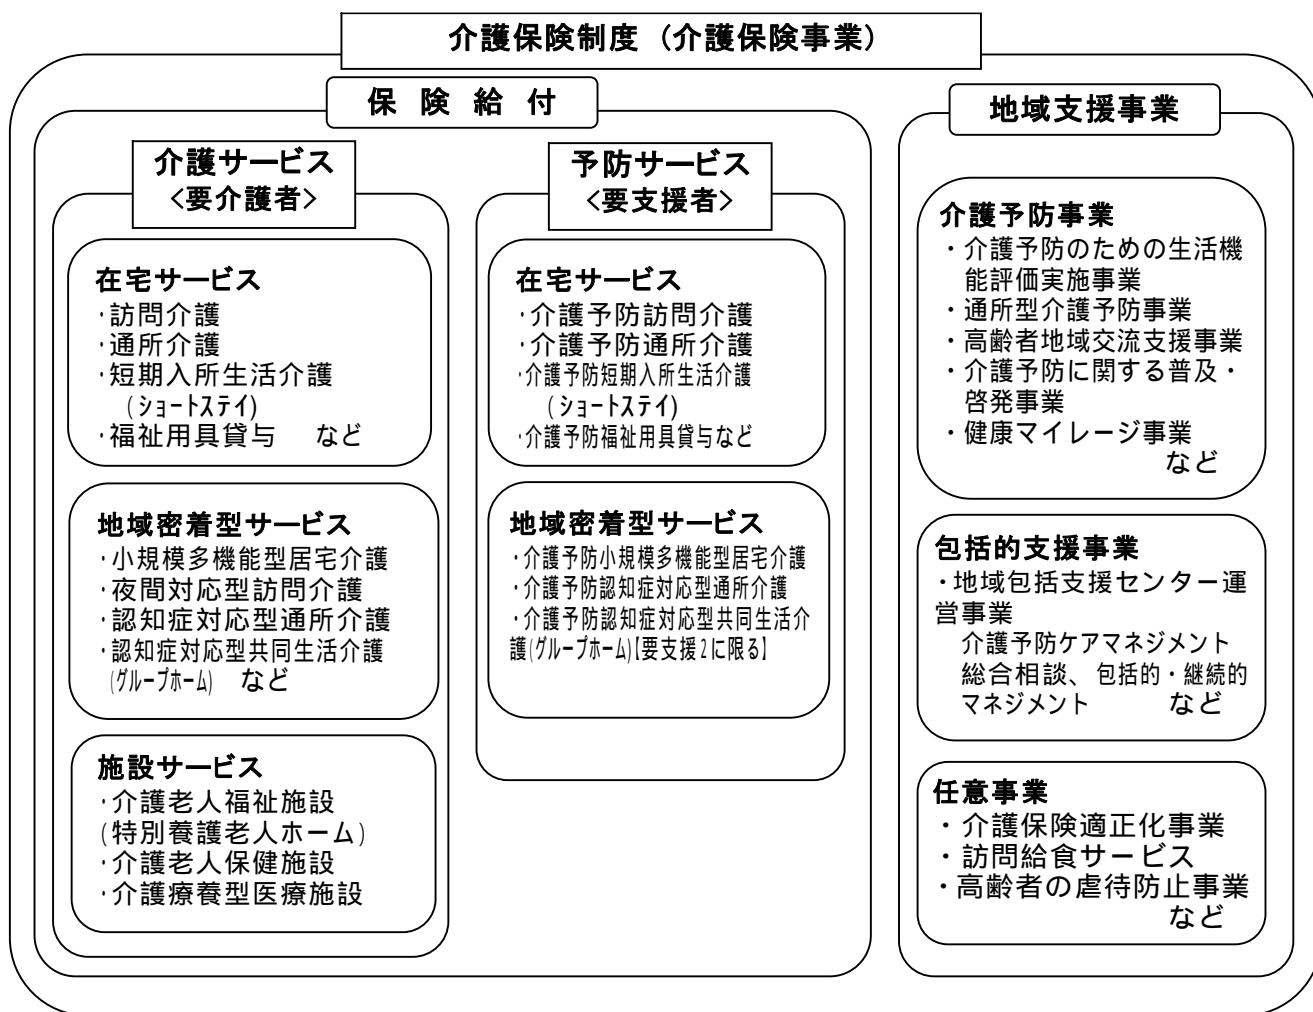 介護保険制度（介護保険事業）
保険給付
介護サービス
<要介護者>
在宅サービス
・訪問介護
・通所介護
・短期入所生活介護
(ショートステイ)
・福祉用具貸与　など
地域密着型サービス
・小規模多機能型居宅介護
・夜間対応型訪問介護
・認知症対応型通所介護
・認知症対応型共同生活介護
(グループホーム)　など
施設サービス
・介護老人福祉施設
(特別養護老人ホーム)
・介護老人保健施設
・介護療養型医療施設
予防サービス
<要支援者>
在宅サービス
・介護予防訪問介護
・介護予防通所介護
・介護予防短期入所生活介護
(ショートステイ)
・介護予防福祉用具貸与など
地域密着型サービス
・介護予防小規模多機能型居宅介護
・介護予防認知症対応型通所介護
・介護予防認知症対応型共同生活介
護(グループホーム)【要支援2に限る】
地域支援事業
介護予防事業
・介護予防のための生活機
能評価実施事業
・通所型介護予防事業
・高齢者地域交流支援事業
・介護予防に関する普及・
啓発事業
・健康マイレージ事業
など
包括的支援事業
・地域包括支援センター運
営事業
介護予防ケアマネジメント
総合相談、包括的・継続的
マネジメント　など
任意事業
・介護保険適正化事業
・訪問給食サービス
・高齢者の虐待防止事業
など